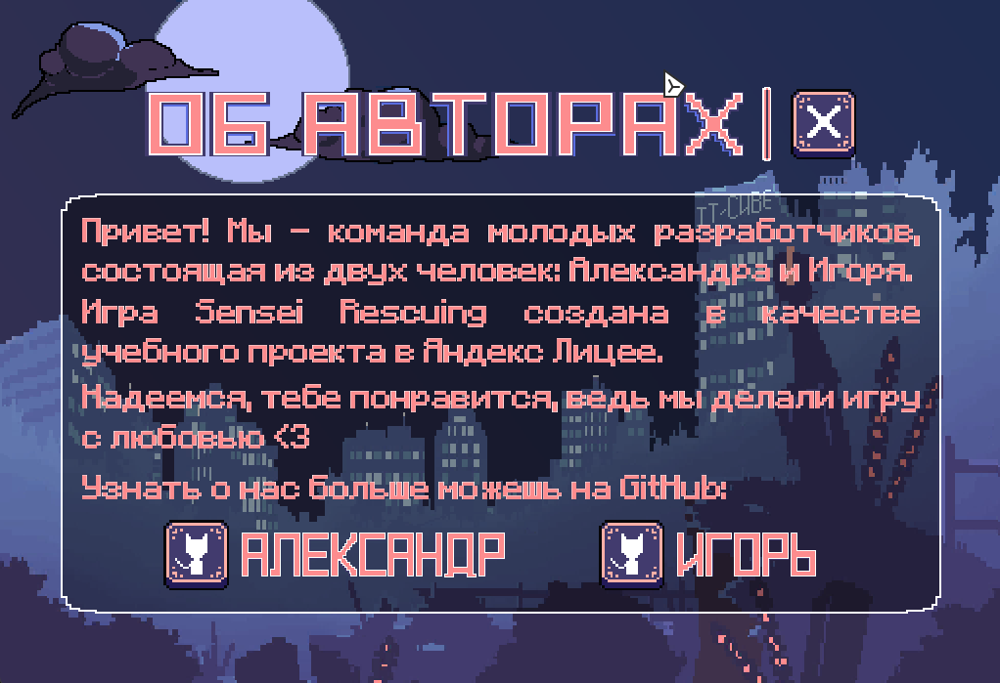 ОБ АВТОРАХ
IT-CUBE
Привет! Мы – команда молодых разработчиков,
состоящая из двух человек: Александра и Игоря.
Игра Sensei Rescuing создана в качестве
учебного проекта в Яндекс Лицее.
Надеемся, тебе понравится, ведь мы делали игру
с любовью <3
Узнать о нас больще можешь на GitHub:
АЛЕКСАНДР ИГОРЬ